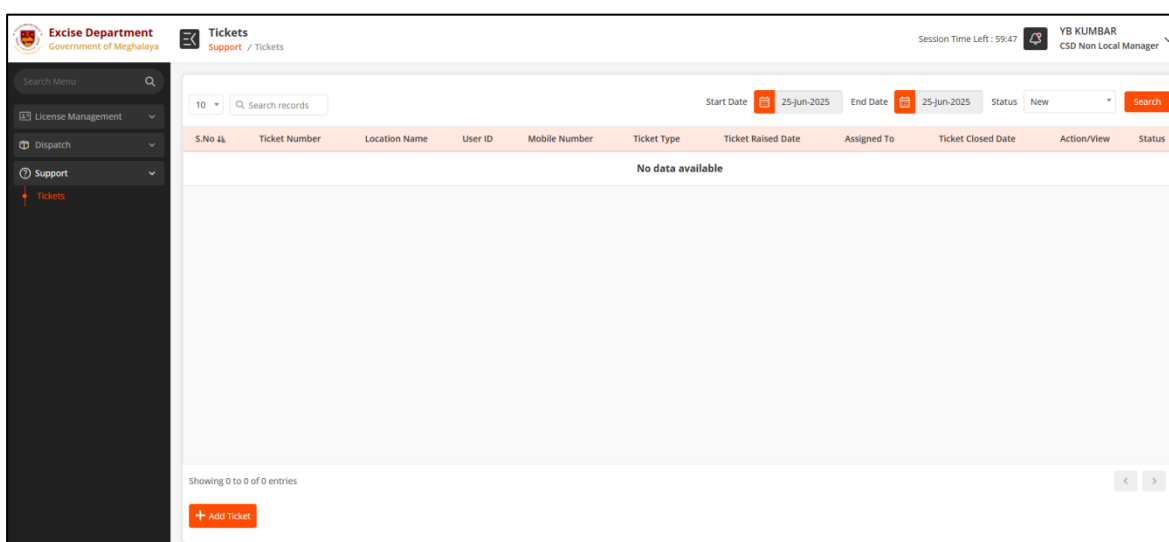 Excise Department
Government of Meghalaya
Tickets
Support / Tickets
Session Time Left : 59:47
YB KUMBAR
CSD Non Local Manager
Search Menu
License Management
Dispatch
Support
Tickets
10
Search records
Start Date 25-Jun-2025 End Date 25-Jun-2025 Status New Search
S.No Ticket Number Location Name User ID Mobile Number Ticket Type Ticket Raised Date Assigned To Ticket Closed Date Action/View Status
No data available
Showing 0 to 0 of 0 entries
< >
+ Add Ticket